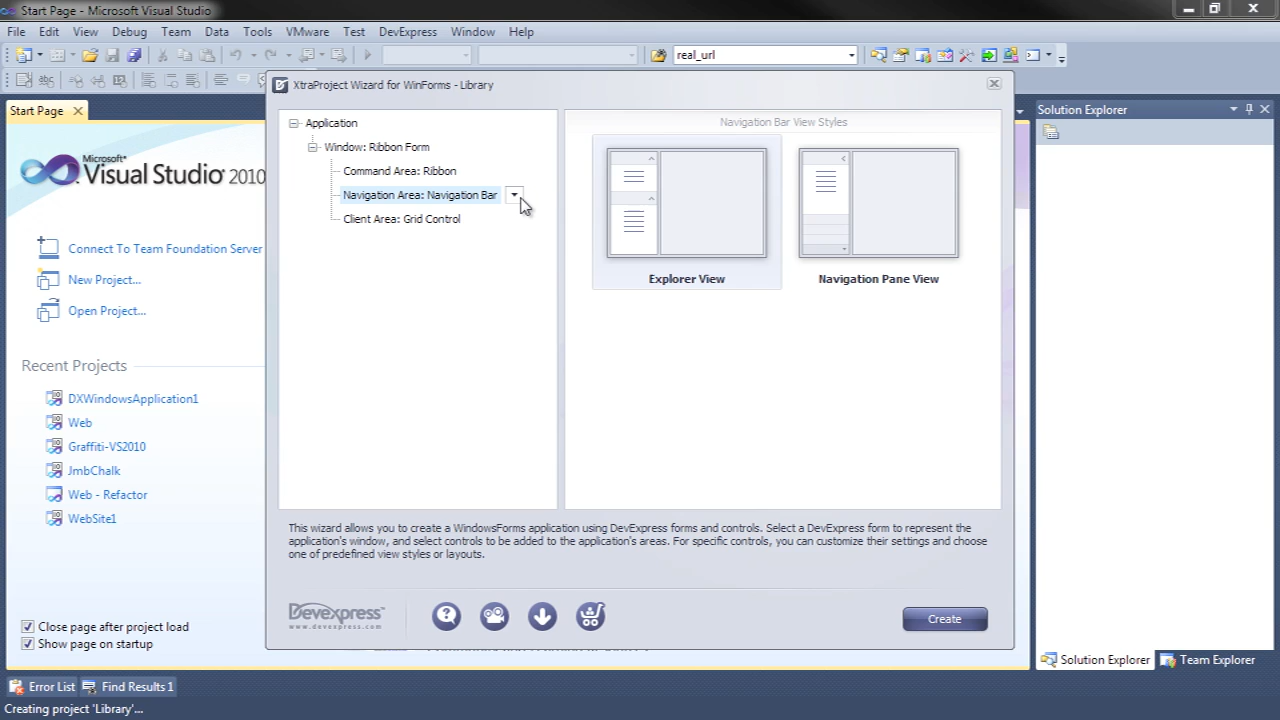 Start Page - Microsoft Visual Studio
File Edit View Debug Team Data Tools VMware Test DevExpress Window Help
real_url
XtraProject Wizard for WinForms - Library
Start Page
Solution Explorer
Application
Window: Ribbon Form
Command Area: Ribbon
Navigation Area: Navigation Bar
Client Area: Grid Control
Navigation Bar View Styles
Explorer View
Navigation Pane View
Microsoft®
Visual Studio 2010
Connect To Team Foundation Server
New Project...
Open Project...
Recent Projects
DXWindowsApplication1
Web
Graffiti-VS2010
JmbChalk
Web - Refactor
WebSite1
This wizard allows you to create a WindowsForms application using DevExpress forms and controls. Select a DevExpress form to represent the
application's window, and select controls to be added to the application's areas. For specific controls, you can customize their settings and choose
one of predefined view styles or layouts.
DevExpress™
www.devexpress.com
Create
Close page after project load
Show page on startup
Solution Explorer Team Explorer
Error List Find Results 1
Creating project 'Library'...